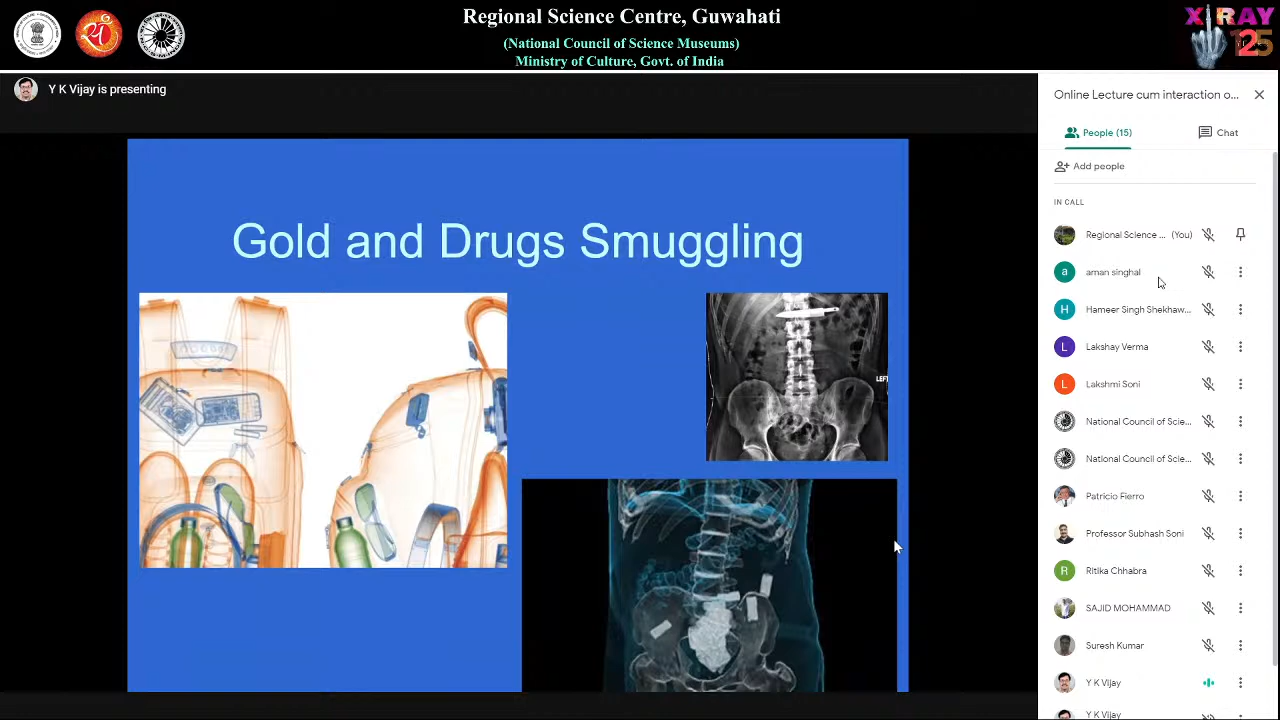 Regional Science Centre, Guwahati
(National Council of Science Museums)
Ministry of Culture, Govt. of India
X RAY
125
Y K Vijay is presenting
Gold and Drugs Smuggling
LEFT
Online Lecture cum interaction o...
People (15)
Chat
Add people
IN CALL
Regional Science ... (You)
a aman singhal
H Hameer Singh Shekhaw...
L Lakshay Verma
L Lakshmi Soni
National Council of Scie...
National Council of Scie...
Patricio Fierro
Professor Subhash Soni
R Ritika Chhabra
SAJID MOHAMMAD
Suresh Kumar
Y K Vijay
Y K Vijay